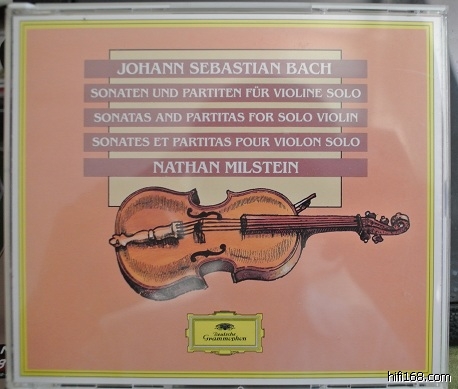 JOHANN SEBASTIAN BACH
SONATEN UND PARTITEN FÜR VIOLINE SOLO
SONATAS AND PARTITAS FOR SOLO VIOLIN
SONATES ET PARTITAS POUR VIOLON SOLO
NATHAN MILSTEIN
Deutsche
Grammophon
hifi168.com